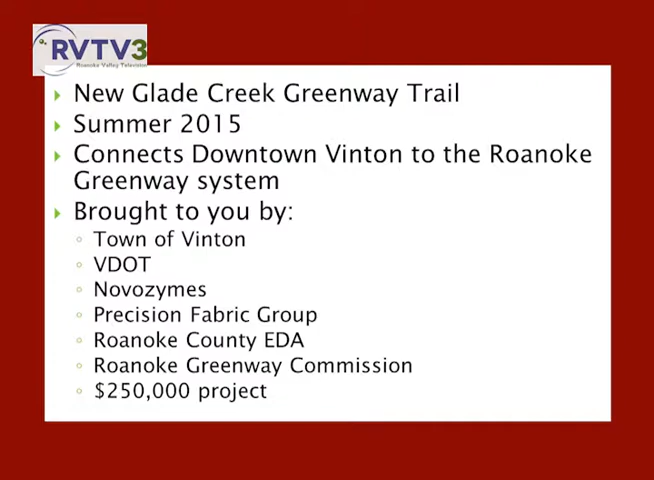 RVTV3
Roanoke Valley Television
New Glade Creek Greenway Trail
Summer 2015
Connects Downtown Vinton to the Roanoke
Greenway system
Brought to you by:
Town of Vinton
VDOT
Novozymes
Precision Fabric Group
Roanoke County EDA
Roanoke Greenway Commission
$250,000 project